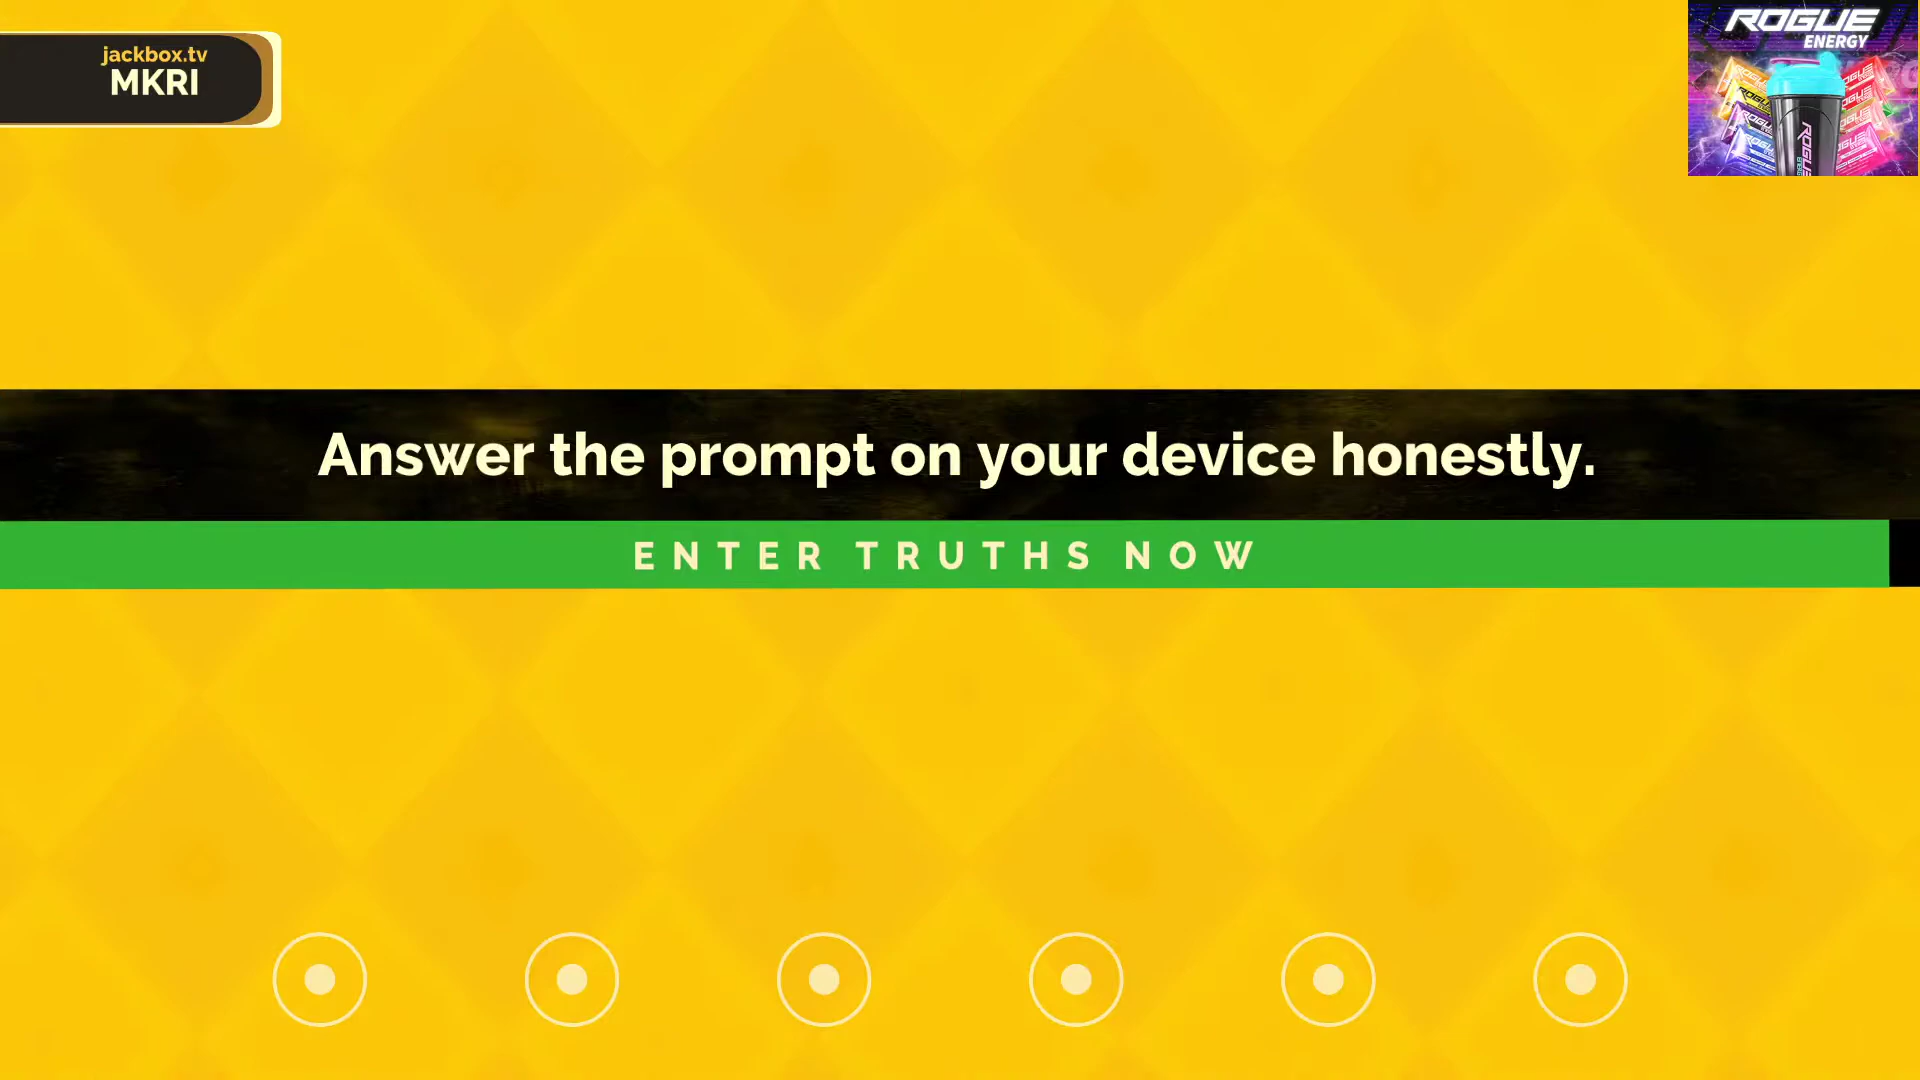 jackbox.tv
MKRI
ROGUE
ENERGY
Answer the prompt on your device honestly.
ENTER TRUTHS NOW